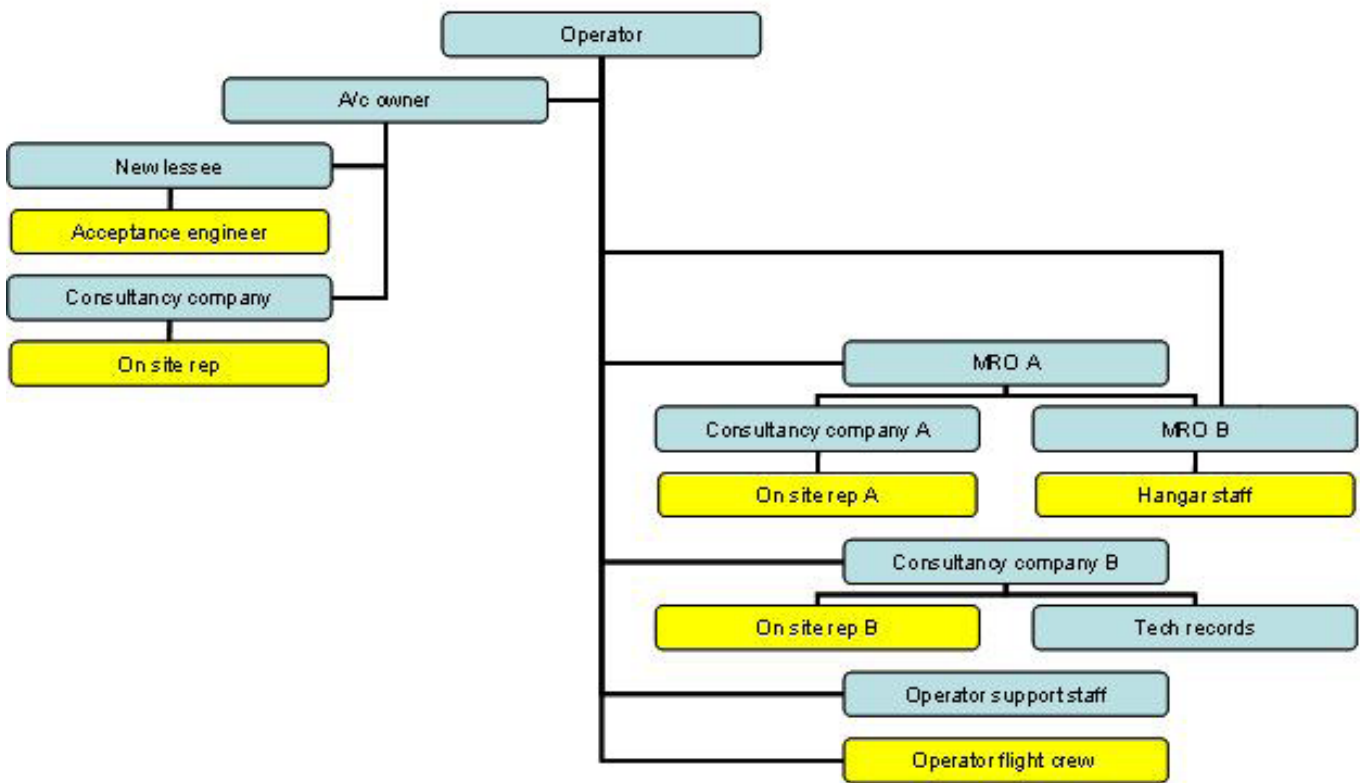 Operator
A/c owner
New lessee
Acceptance engineer
Consultancy company
On site rep
MRO A
Consultancy company A
MRO B
On site rep A
Hangar staff
Consultancy company B
On site rep B
Tech records
Operator support staff
Operator flight crew